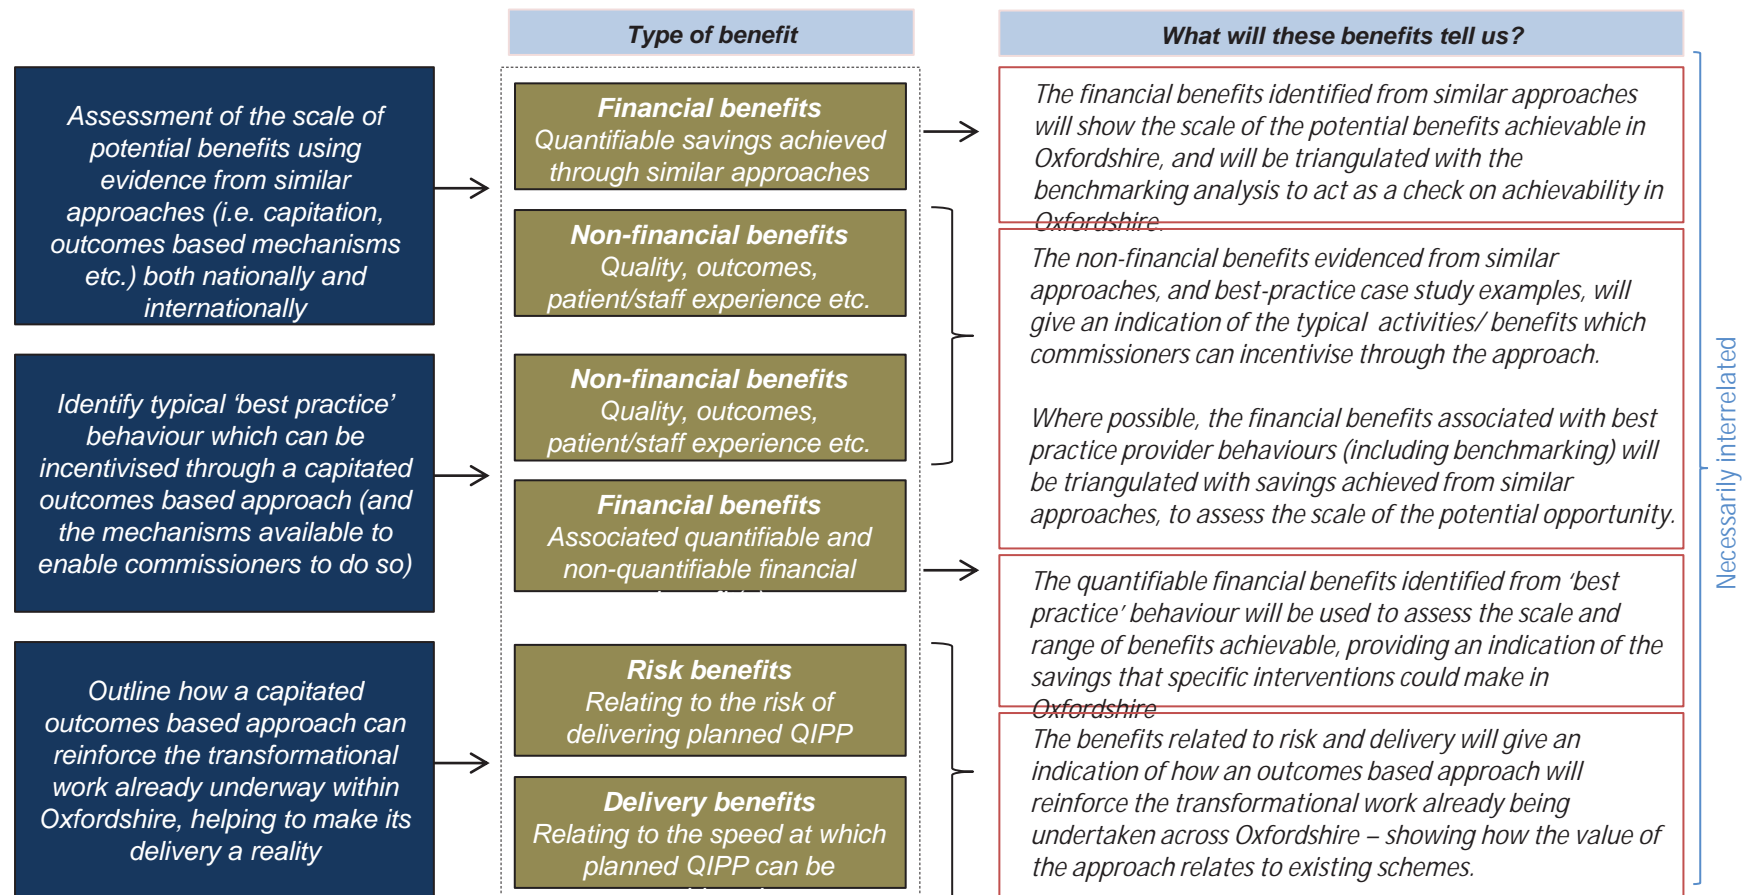 Type of benefit
What will these benefits tell us?
Assessment of the scale of
potential benefits using
evidence from similar
approaches (i.e. capitation,
outcomes based mechanisms
etc.) both nationally and
internationally
Identify typical ‘best practice’
behaviour which can be
incentivised through a capitated
outcomes based approach (and
the mechanisms available to
enable commissioners to do so)
Outline how a capitated
outcomes based approach can
reinforce the transformational
work already underway within
Oxfordshire, helping to make its
delivery a reality
Financial benefits
Quantifiable savings achieved
through similar approaches
Non-financial benefits
Quality, outcomes,
patient/staff experience etc.
Non-financial benefits
Quality, outcomes,
patient/staff experience etc.
Financial benefits
Associated quantifiable and
non-quantifiable financial
Risk benefits
Relating to the risk of
delivering planned QIPP
Delivery benefits
Relating to the speed at which
planned QIPP can be
The financial benefits identified from similar approaches
will show the scale of the potential benefits achievable in
Oxfordshire, and will be triangulated with the
benchmarking analysis to act as a check on achievability in
Oxfordshire.
The non-financial benefits evidenced from similar
approaches, and best-practice case study examples, will
give an indication of the typical activities/ benefits which
commissioners can incentivise through the approach.
Where possible, the financial benefits associated with best
practice provider behaviours (including benchmarking) will
be triangulated with savings achieved from similar
approaches, to assess the scale of the potential opportunity.
The quantifiable financial benefits identified from ‘best
practice’ behaviour will be used to assess the scale and
range of benefits achievable, providing an indication of the
savings that specific interventions could make in
Oxfordshire
The benefits related to risk and delivery will give an
indication of how an outcomes based approach will
reinforce the transformational work already being
undertaken across Oxfordshire – showing how the value of
the approach relates to existing schemes.
Necessarily interrelated